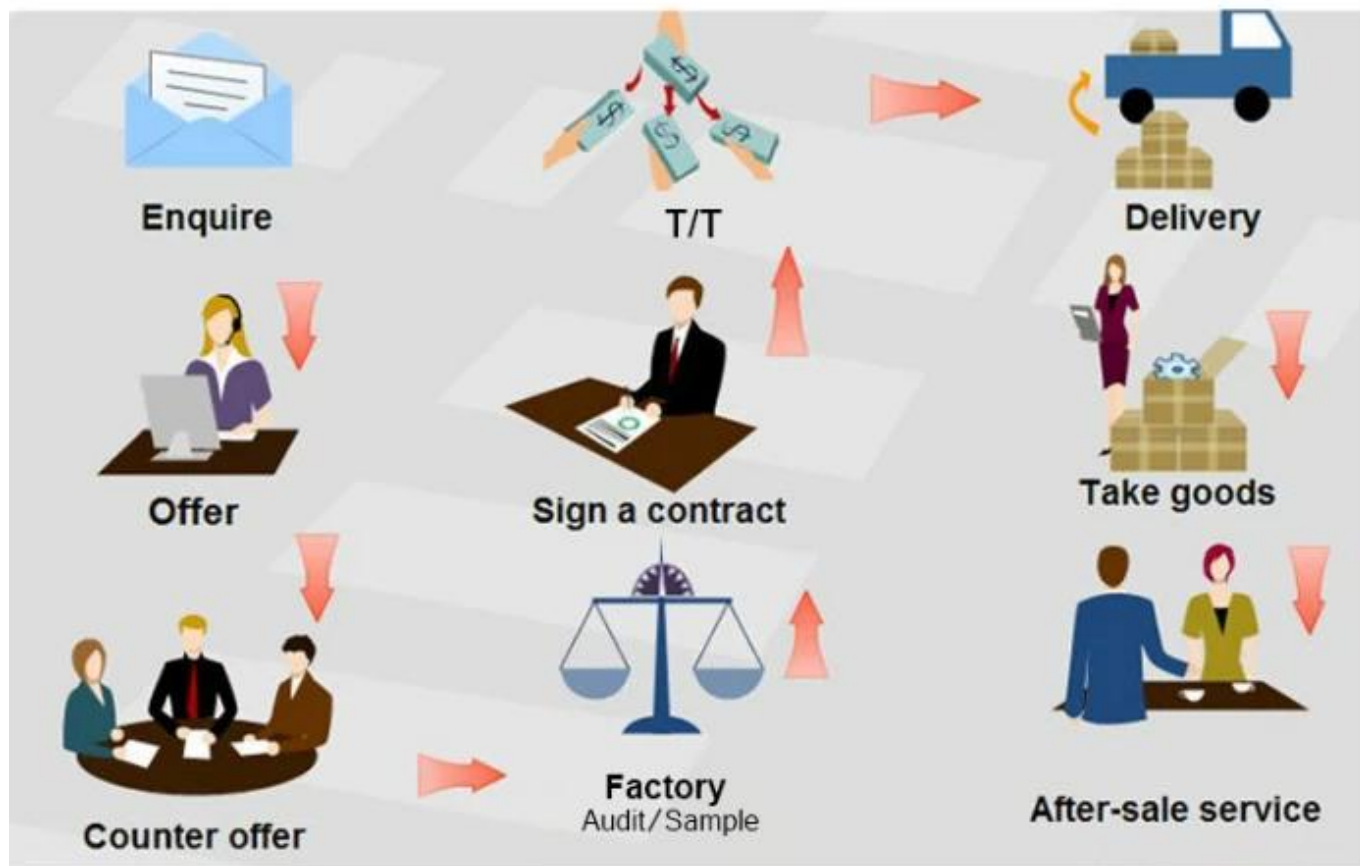 Enquire
T/T
Delivery
Offer
Sign a contract
Take goods
Counter offer
Factory
Audit/Sample
After-sale service